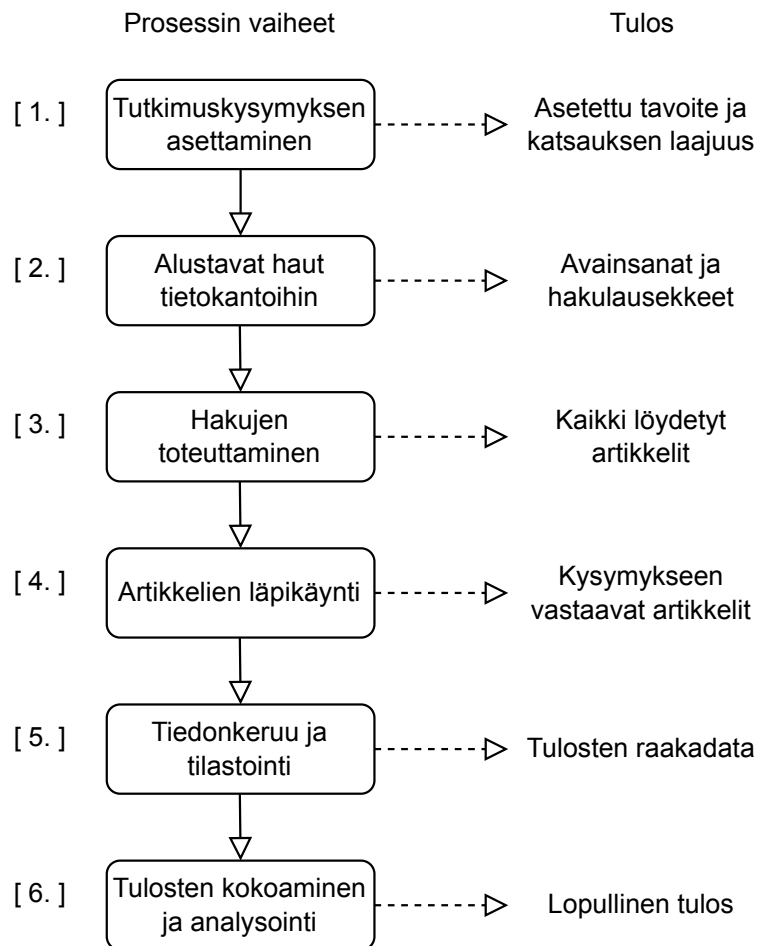 Prosessin vaiheet
Tulos
[ 1. ]
Tutkimuskysymyksen
asettaminen
Asetettu tavoite ja
katsauksen laajuus
[ 2. ]
Alustavat haut
tietokantoihin
Avainsanat ja
hakulausekkeet
[ 3. ]
Hakujen
toteuttaminen
Kaikki löydetyt
artikkelit
[ 4. ]
Artikkelien läpikäynti
Kysymykseen
vastaavat artikkelit
[ 5. ]
Tiedonkeruu ja
tilastointi
Tulosten raakadata
[ 6. ]
Tulosten kokoaminen
ja analysointi
Lopullinen tulos